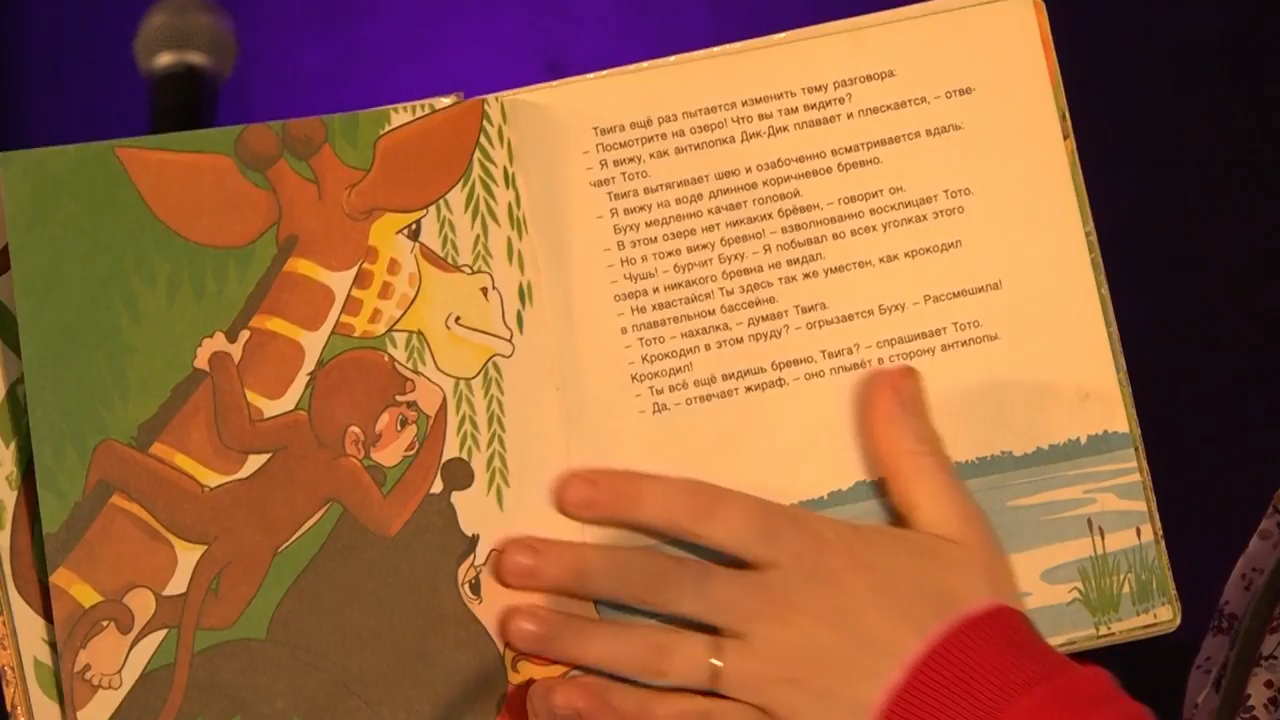 Твига ещё раз пытается изменить тему разговора:
– Посмотрите на озеро! Что вы там видите?
– Я вижу, как антилопка Дик-Дик плавает и плескается, – отве-
чает Тото.
Твига вытягивает шею и озабоченно всматривается вдаль:
– Я вижу на воде длинное коричневое бревно.
Буху медленно качает головой.
– В этом озере нет никаких брёвен, – говорит он.
– Но я тоже вижу бревно! – взволнованно восклицает Тото.
– Чушь! – бурчит Буху. – Я побывал во всех уголках этого
озера и никакого бревна не видал.
– Не хвастайся! Ты здесь так же уместен, как крокодил
в плавательном бассейне.
– Тото – нахалка, – думает Твига.
– Крокодил в этом пруду? – огрызается Буху. – Рассмешила!
Крокодил!
– Ты всё ещё видишь бревно, Твига? – спрашивает Тото.
– Да, – отвечает жираф, – оно плывёт в сторону антилопы.